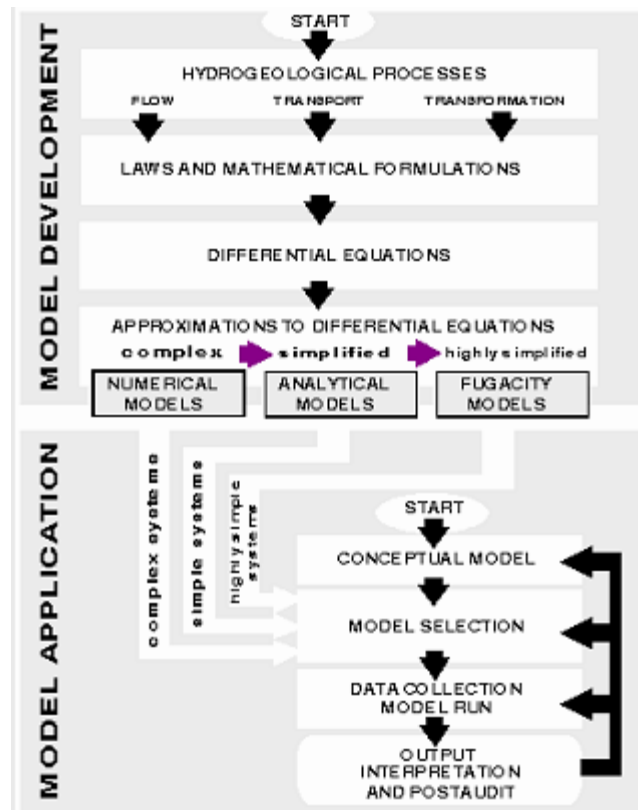 MODEL DEVELOPMENT
START
HYDROGEOLOGICAL PROCESSES
FLOW TRANSPORT TRANSFORMATION
LAWS AND MATHEMATICAL FORMULATIONS
DIFFERENTIAL EQUATIONS
APPROXIMATIONS TO DIFFERENTIAL EQUATIONS
complex simplified highly simplified
NUMERICAL MODELS
ANALYTICAL MODELS
FUGACITY MODELS
MODEL APPLICATION
complex systems
simple systems
highly simple
systems
START
CONCEPTUAL MODEL
MODEL SELECTION
DATA COLLECTION
MODEL RUN
OUTPUT
INTERPRETATION
AND POSTAUDIT